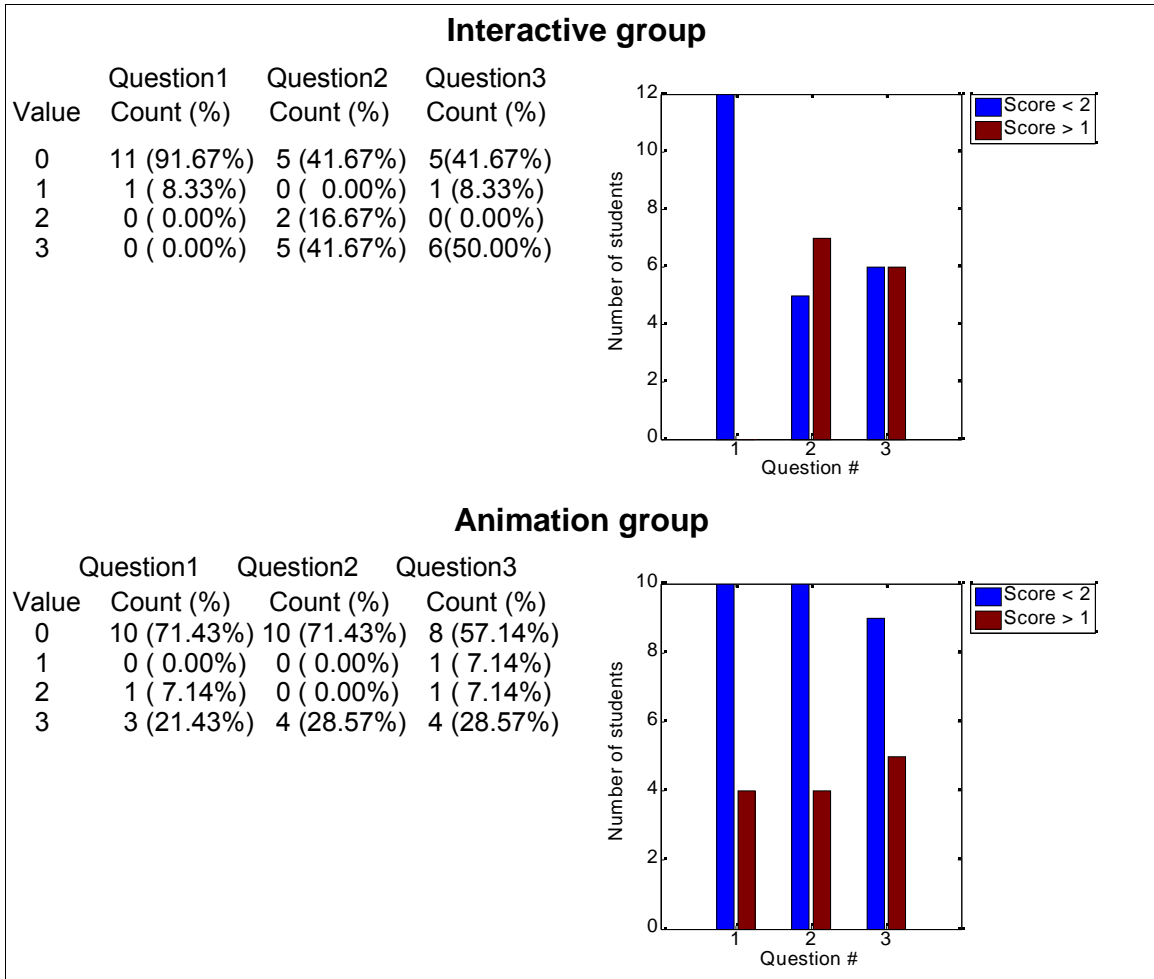 Interactive group
Question1 Question2 Question3
Value Count (%) Count (%) Count (%)
0 11 (91.67%) 5 (41.67%) 5(41.67%)
1 1 ( 8.33%) 0 ( 0.00%) 1 (8.33%)
2 0 ( 0.00%) 2 (16.67%) 0( 0.00%)
3 0 ( 0.00%) 5 (41.67%) 6(50.00%)
12
10
8
6
4
2
0
Number of students
1 2 3
Question #
Score < 2
Score > 1
Animation group
Question1 Question2 Question3
Value Count (%) Count (%) Count (%)
0 10 (71.43%) 10 (71.43%) 8 (57.14%)
1 0 ( 0.00%) 0 ( 0.00%) 1 ( 7.14%)
2 1 ( 7.14%) 0 ( 0.00%) 1 ( 7.14%)
3 3 (21.43%) 4 (28.57%) 4 (28.57%)
10
8
6
4
2
0
Number of students
1 2 3
Question #
Score < 2
Score > 1